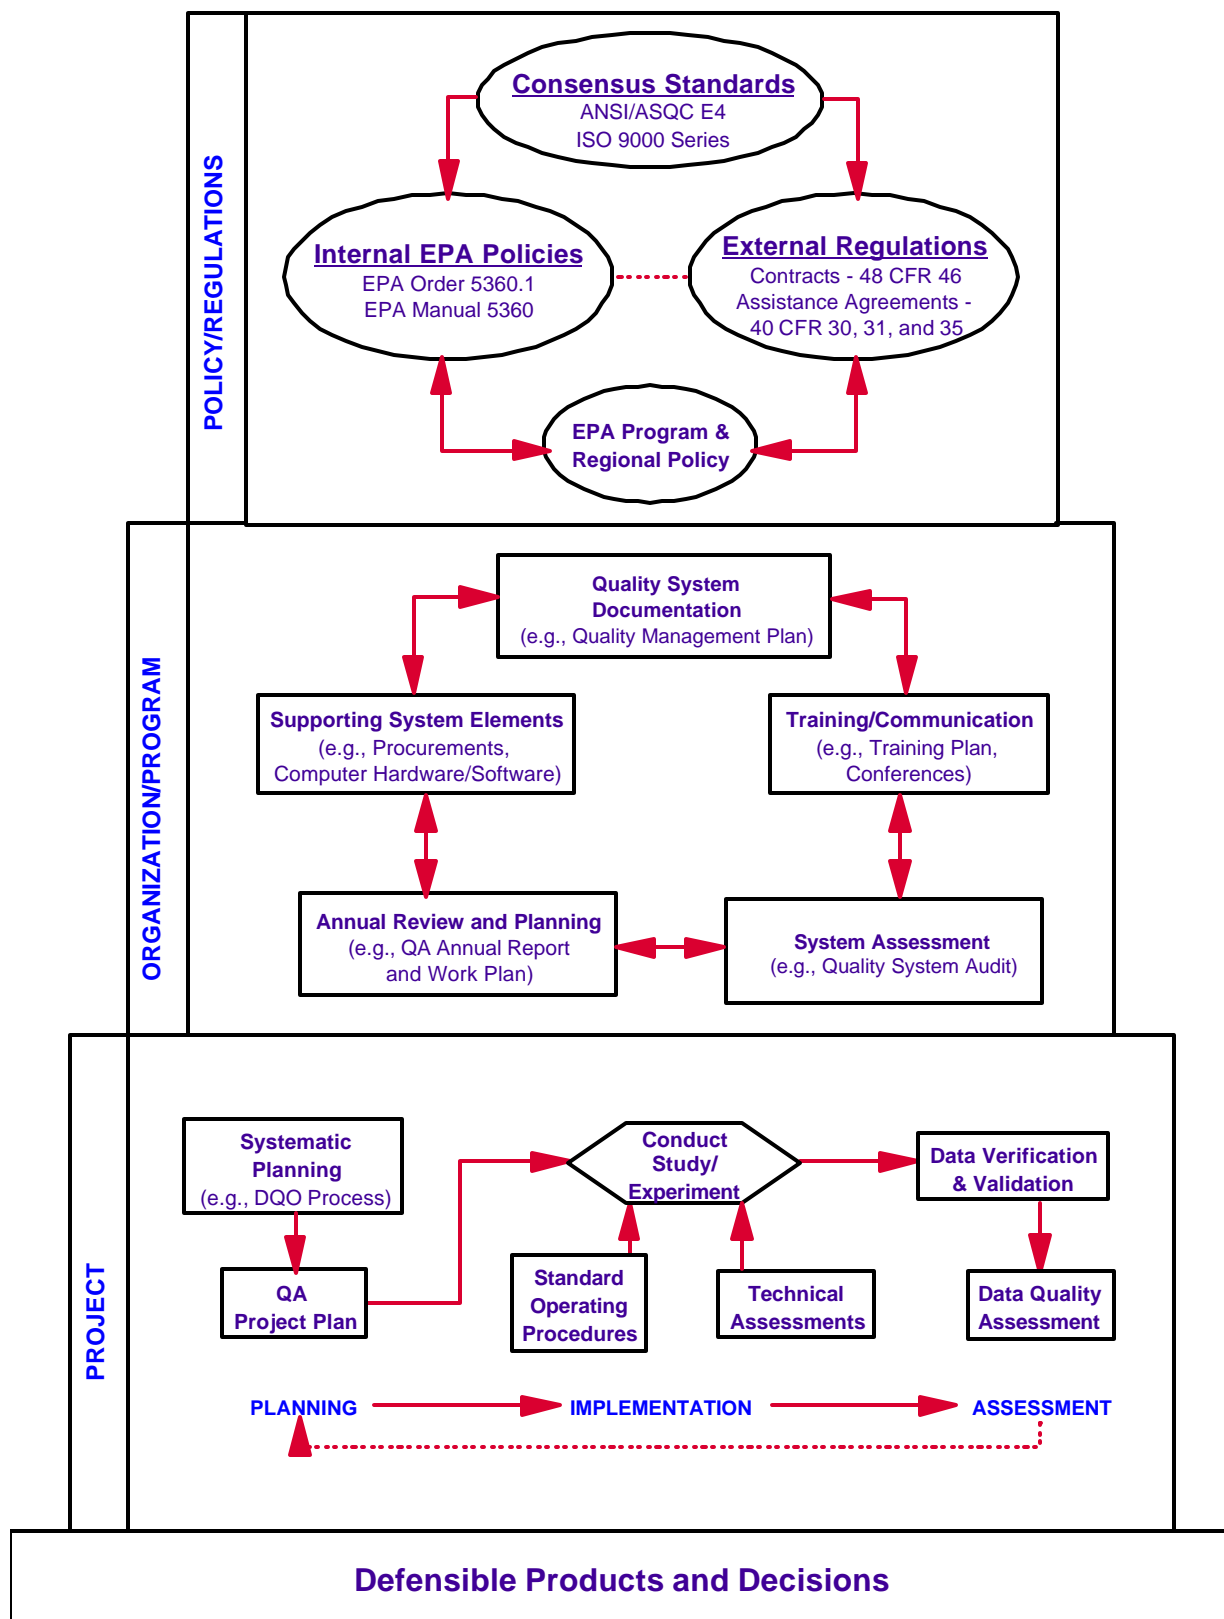 POLICY/REGULATIONS
Consensus Standards
ANSI/ASQC E4
ISO 9000 Series
Internal EPA Policies
EPA Order 5360.1
EPA Manual 5360
External Regulations
Contracts - 48 CFR 46
Assistance Agreements -
40 CFR 30, 31, and 35
EPA Program &
Regional Policy
ORGANIZATION/PROGRAM
Quality System
Documentation
(e.g., Quality Management Plan)
Supporting System Elements
(e.g., Procurements,
Computer Hardware/Software)
Training/Communication
(e.g., Training Plan,
Conferences)
Annual Review and Planning
(e.g., QA Annual Report
and Work Plan)
System Assessment
(e.g., Quality System Audit)
PROJECT
Systematic
Planning
(e.g., DQO Process)
QA
Project Plan
Conduct
Study/
Experiment
Standard
Operating
Procedures
Technical
Assessments
Data Verification
& Validation
Data Quality
Assessment
PLANNING
IMPLEMENTATION
ASSESSMENT
Defensible Products and Decisions